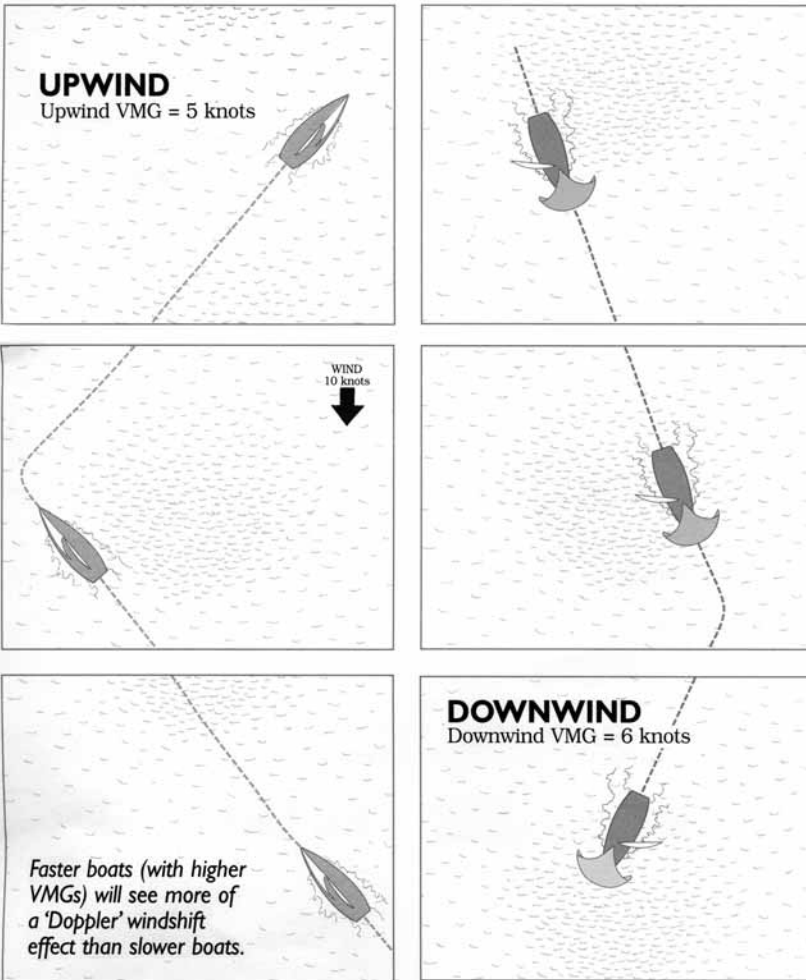 UPWIND
Upwind VMG = 5 knots
WIND
10 knots
Faster boats (with higher
VMGs) will see more of
a ‘Doppler’ windshift
effect than slower boats.
DOWNWIND
Downwind VMG = 6 knots